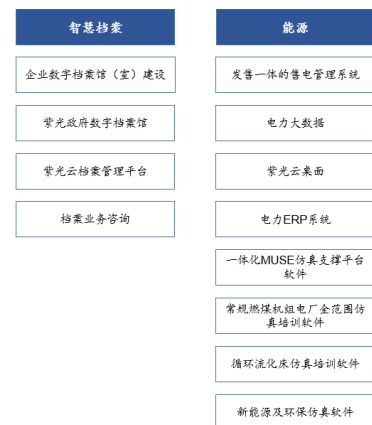 智慧档案
企业数字档案馆（室）建设
紫光政府数字档案馆
紫光云档案管理平台
档案业务咨询
能源
发售一体的售电管理系统
电力大数据
紫光云桌面
电力ERP系统
一体化MUSE仿真支撑平台
软件
常规燃煤机组电厂全范围仿
真培训软件
循环流化床仿真培训软件
新能源及环保仿真软件